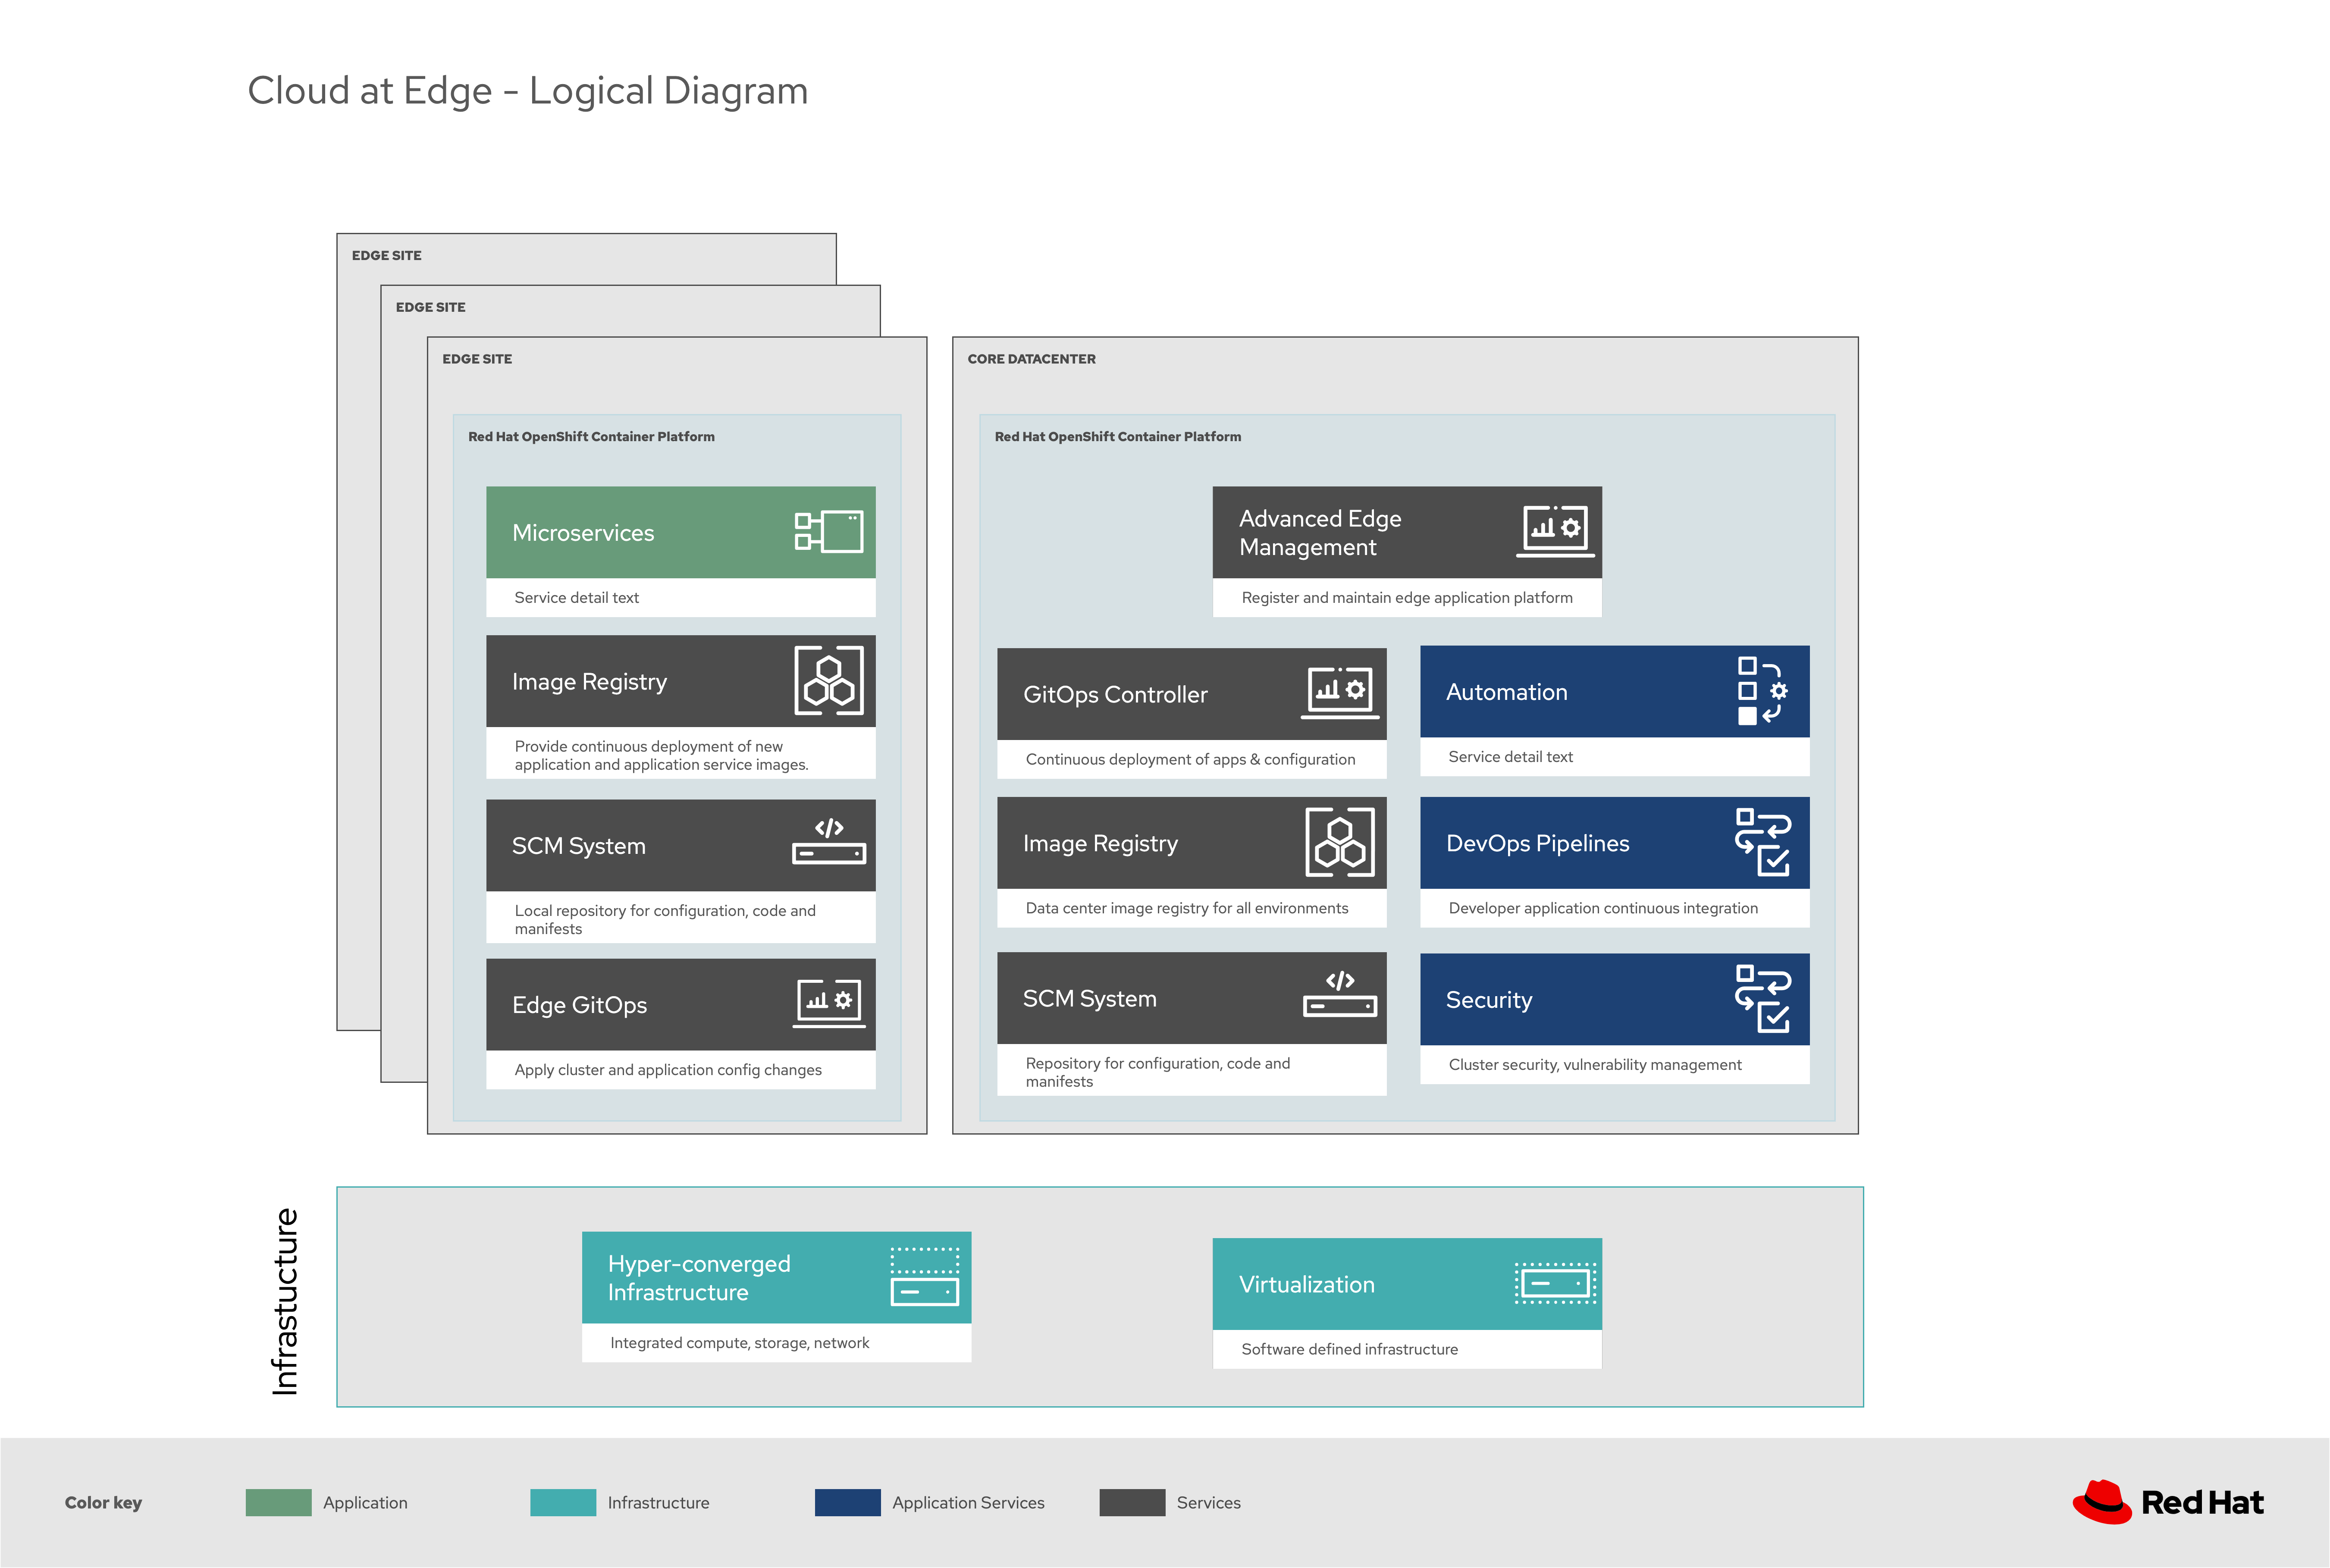 Cloud at Edge - Logical Diagram
EDGE SITE
EDGE SITE
EDGE SITE
Red Hat OpenShift Container Platform
Microservices
Service detail text
Image Registry
Provide continuous deployment of new
application and application service images.
SCM System
Local repository for configuration, code and
manifests
Edge GitOps
Apply cluster and application config changes
CORE DATACENTER
Red Hat OpenShift Container Platform
Advanced Edge
Management
Register and maintain edge application platform
GitOps Controller
Continuous deployment of apps & configuration
Automation
Service detail text
Image Registry
Data center image registry for all environments
DevOps Pipelines
Developer application continuous integration
SCM System
Repository for configuration, code and
manifests
Security
Cluster security, vulnerability management
Infrastucture
Hyper-converged
Infrastructure
Integrated compute, storage, network
Virtualization
Software defined infrastructure
Color key
Application
Infrastructure
Application Services
Services
Red Hat